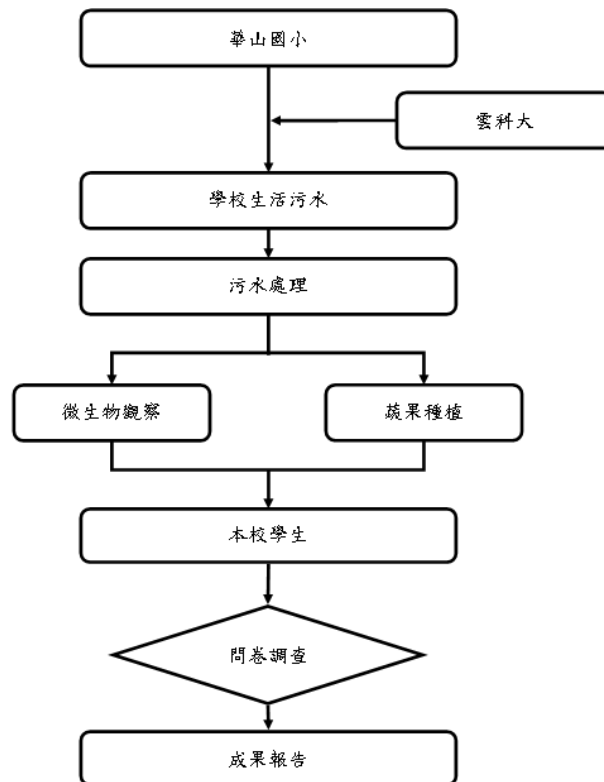 華山國小
雲科大
學校生活污水
污水處理
微生物觀察
蔬果種植
本校學生
問卷調查
成果報告